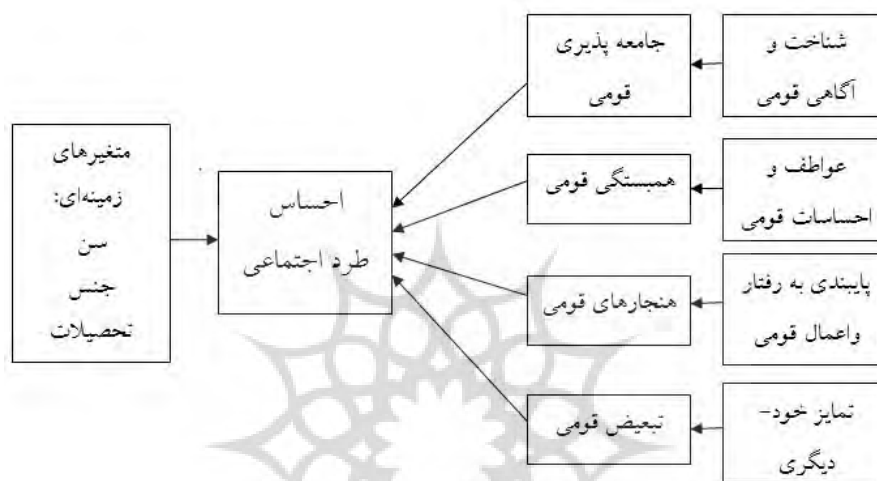 شناخت و
آگاهی قومی
جامعه پذیری
قومی
عواطف و
احساسات قومی
همبستگی قومی
پایبندی به رفتار
واعمال قومی
هنجارهای قومی
تمایز خود-
دیگری
تبعیض قومی
احساس
طرد اجتماعی
متغیرهای
زمینه‌ای:
سن
جنس
تحصیلات